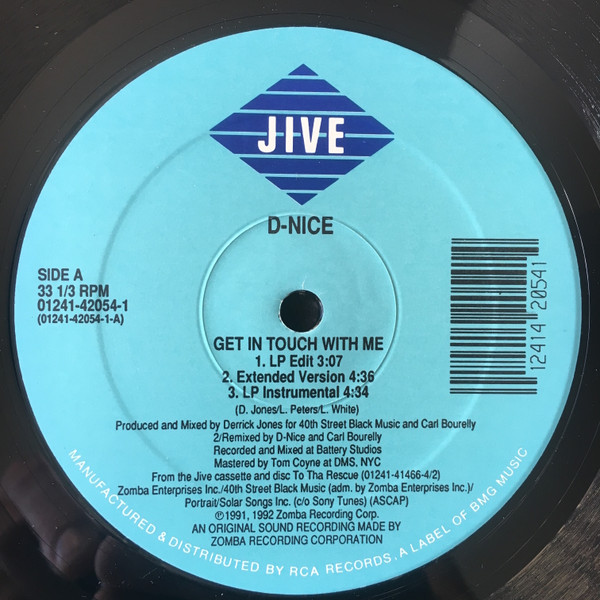 JIVE
D-NICE
SIDE A
33 1/3 RPM
01241-42054-1
(01241-42054-1-A)
12414 20541
GET IN TOUCH WITH ME
1. LP Edit 3:07
2. Extended Version 4:36
3. LP Instrumental 4:34
(D. Jones/L. Peters/L. White)
Produced and Mixed by Derrick Jones for 40th Street Black Music and Carl Bourelly
2/Remixed by D-Nice and Carl Bourelly
Recorded and Mixed at Battery Studios
Mastered by Tom Coyne at DMS, NYC
From the Jive cassette and disc To Tha Rescue (01241-41466-4/2)
Zomba Enterprises Inc./40th Street Black Music (adm. by Zomba Enterprises Inc.)/
Portrait/Solar Songs Inc. (c/o Sony Tunes) (ASCAP)
℗©1991, 1992 Zomba Recording Corp.
AN ORIGINAL SOUND RECORDING MADE BY
ZOMBA RECORDING CORPORATION
MANUFACTURED & DISTRIBUTED BY RCA RECORDS. A LABEL OF BMG MUSIC